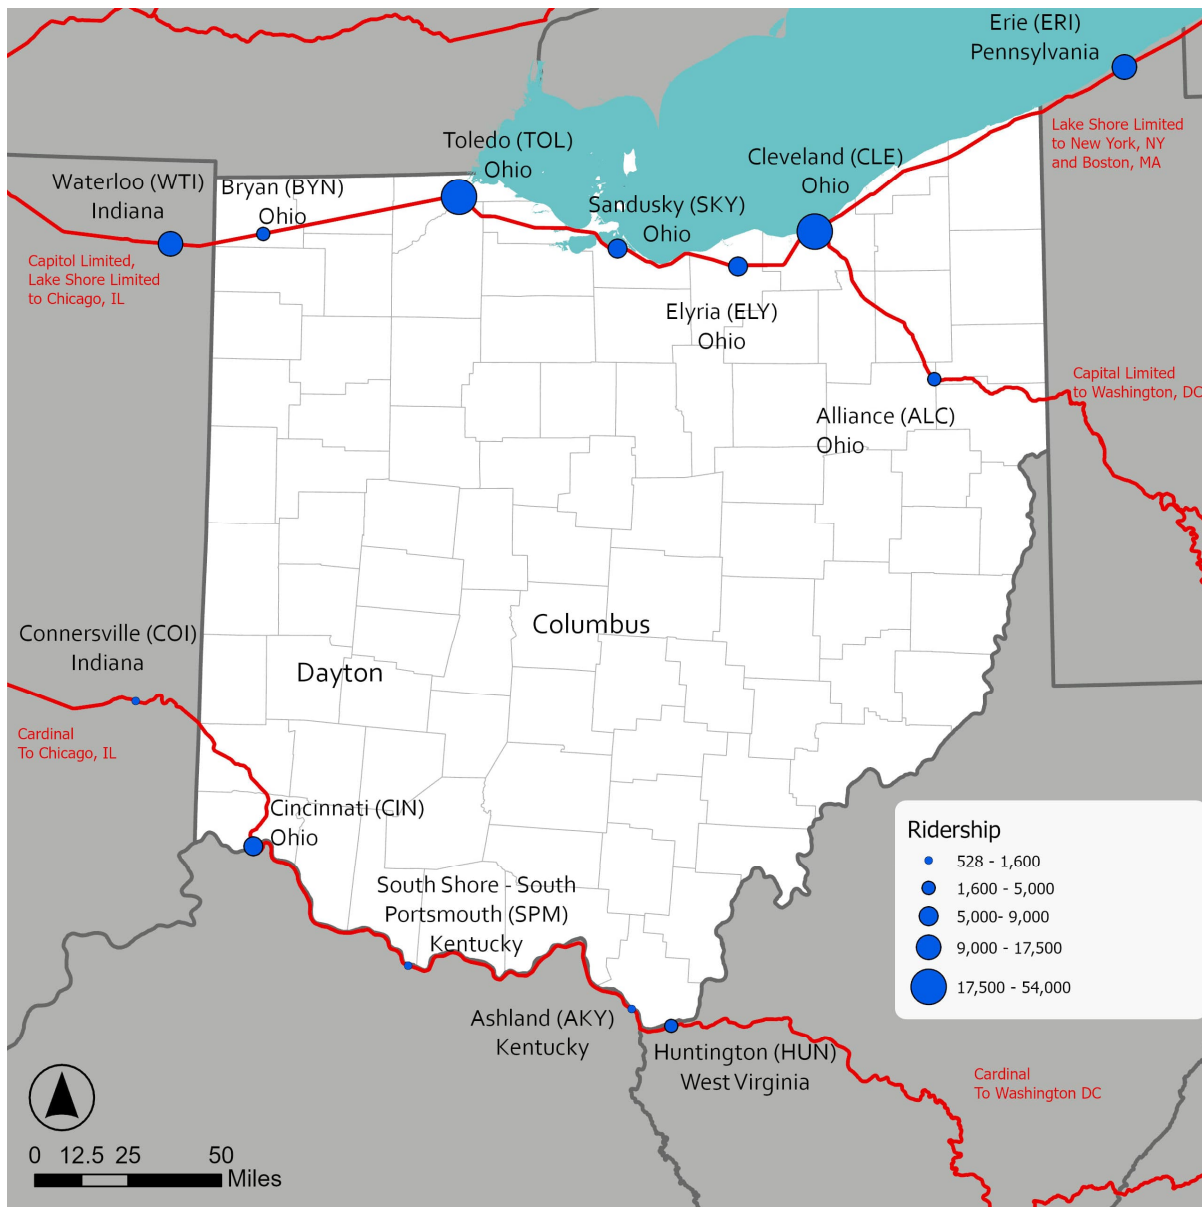 Erie (ERI)
Pennsylvania
Lake Shore Limited
to New York, NY
and Boston, MA
Toledo (TOL)
Ohio
Cleveland (CLE)
Ohio
Waterloo (WTI)
Indiana
Bryan (BYN)
Ohio
Sandusky (SKY)
Ohio
Capitol Limited,
Lake Shore Limited
to Chicago, IL
Elyria (ELY)
Ohio
Capital Limited
to Washington, DC
Alliance (ALC)
Ohio
Columbus
Connersville (COI)
Indiana
Dayton
Cardinal
To Chicago, IL
Cincinnati (CIN)
Ohio
South Shore - South
Portsmouth (SPM)
Kentucky
Ridership
528 - 1,600
1,600 - 5,000
5,000- 9,000
9,000 - 17,500
17,500 - 54,000
Ashland (AKY)
Kentucky
Huntington (HUN)
West Virginia
Cardinal
To Washington DC
0 12.5 25 50
Miles